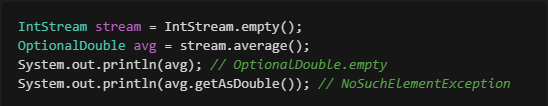 IntStream stream = IntStream.empty();
OptionalDouble avg = stream.average();
System.out.println(avg); // OptionalDouble.empty
System.out.println(avg.getAsDouble()); // NoSuchElementException